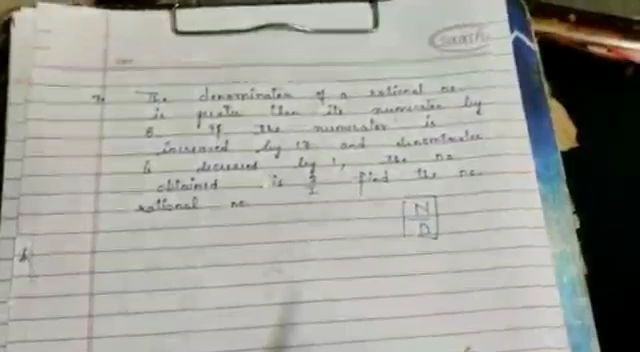 7. The denominator of a rational no.
is greater than its numerator by
8. If the numerator is
increased by 17 and denominator
is decreased by 1, the no
obtained is 3/2 find the
rational no.
N
D